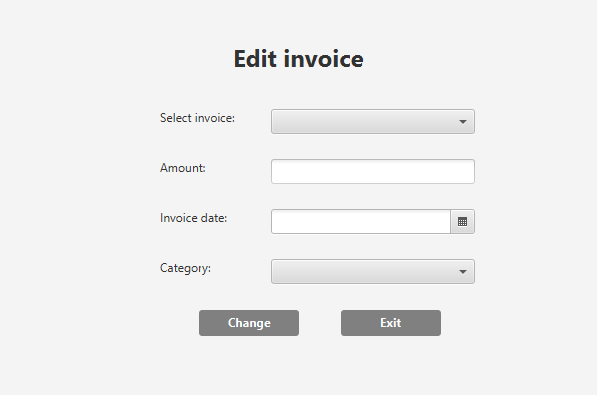 Edit invoice
Select invoice:
Amount:
Invoice date:
Category:
Change Exit